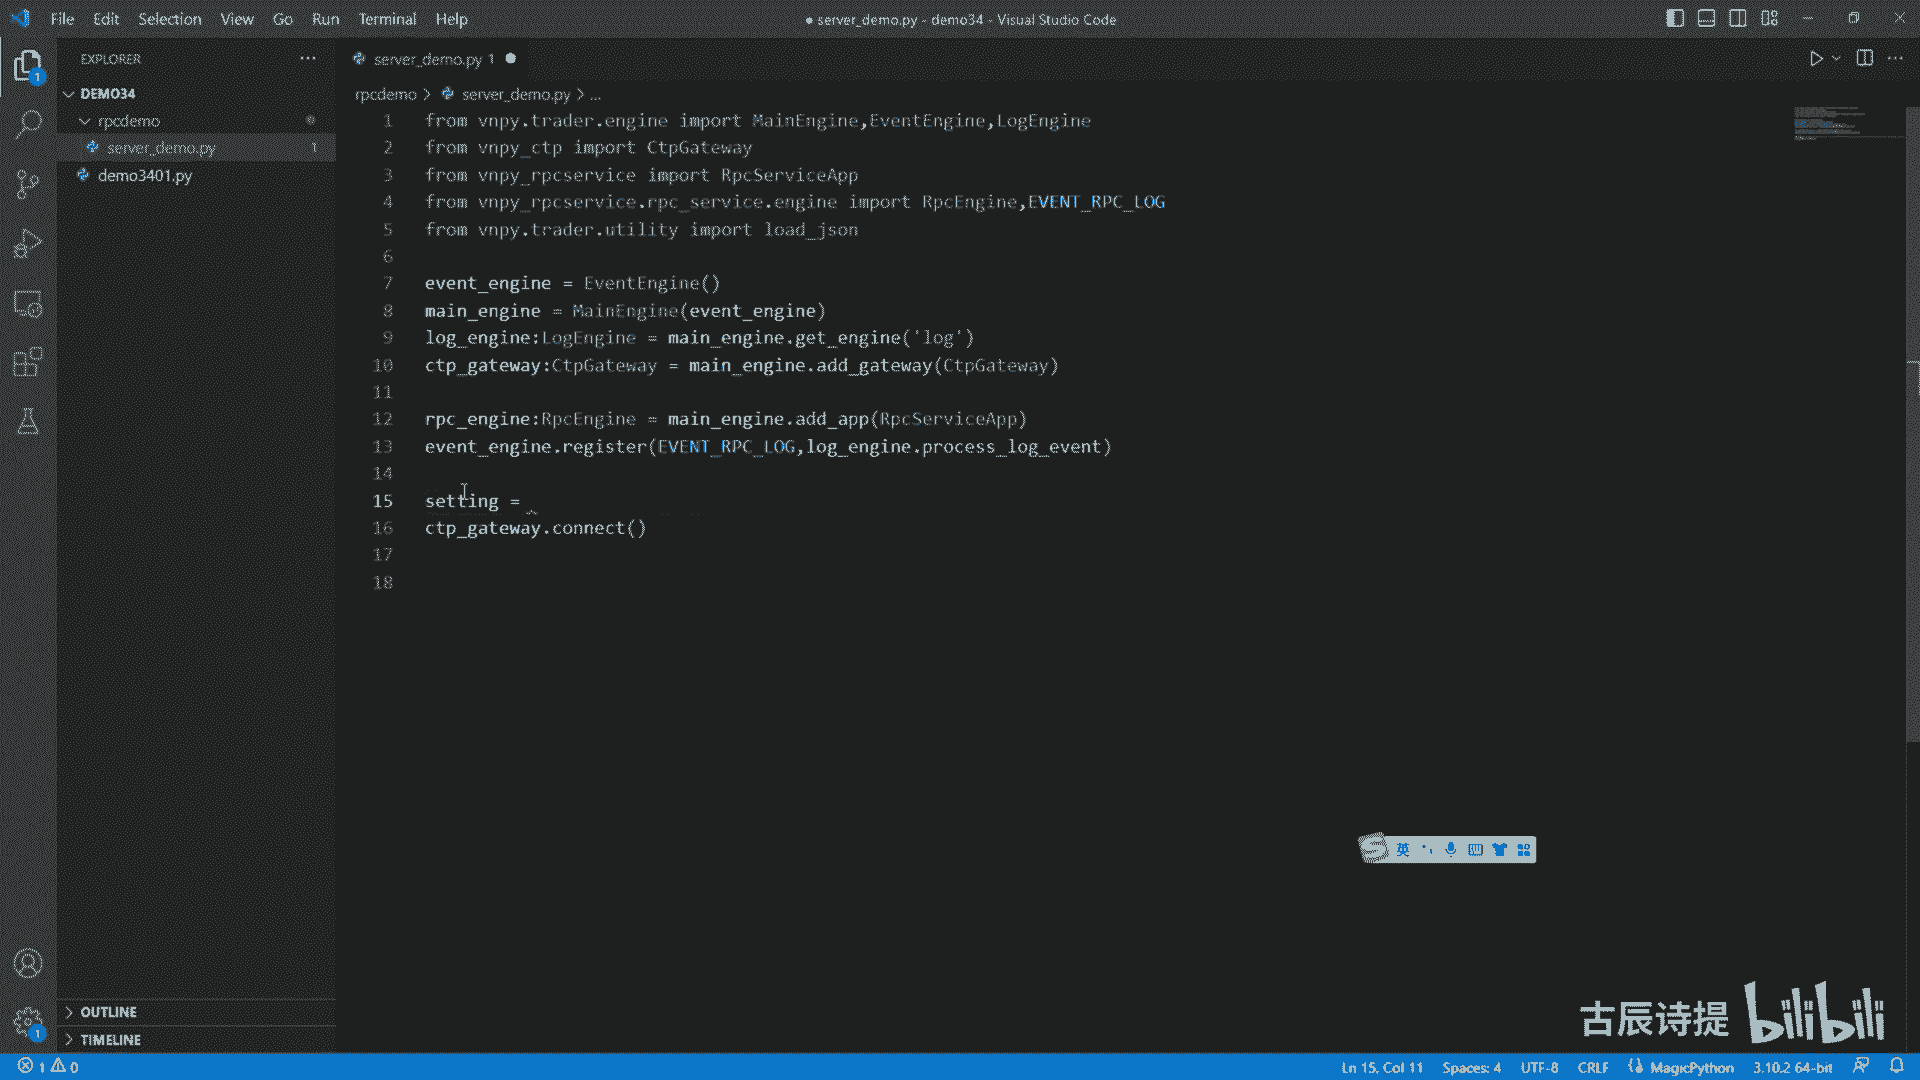 File Edit Selection View Go Run Terminal Help
● server_demo.py - demo34 - Visual Studio Code
EXPLORER
DEMO34
rpcdemo
server_demo.py 1
demo3401.py
OUTLINE
TIMELINE
server_demo.py 1
rpcdemo > server_demo.py > ...
1 from vnpy.trader.engine import MainEngine,EventEngine,LogEngine
2 from vnpy_ctp import CtpGateway
3 from vnpy_rpcservice import RpcServiceApp
4 from vnpy_rpcservice.rpc_service.engine import RpcEngine,EVENT_RPC_LOG
5 from vnpy.trader.utility import load_json
6
7 event_engine = EventEngine()
8 main_engine = MainEngine(event_engine)
9 log_engine:LogEngine = main_engine.get_engine('log')
10 ctp_gateway:CtpGateway = main_engine.add_gateway(CtpGateway)
11
12 rpc_engine:RpcEngine = main_engine.add_app(RpcServiceApp)
13 event_engine.register(EVENT_RPC_LOG,log_engine.process_log_event)
14
15 setting =
16 ctp_gateway.connect()
17
18
英
古辰诗提 bilibili
1 0
Ln 15, Col 11 Spaces: 4 UTF-8 CRLF MagicPython 3.10.2 64-bit